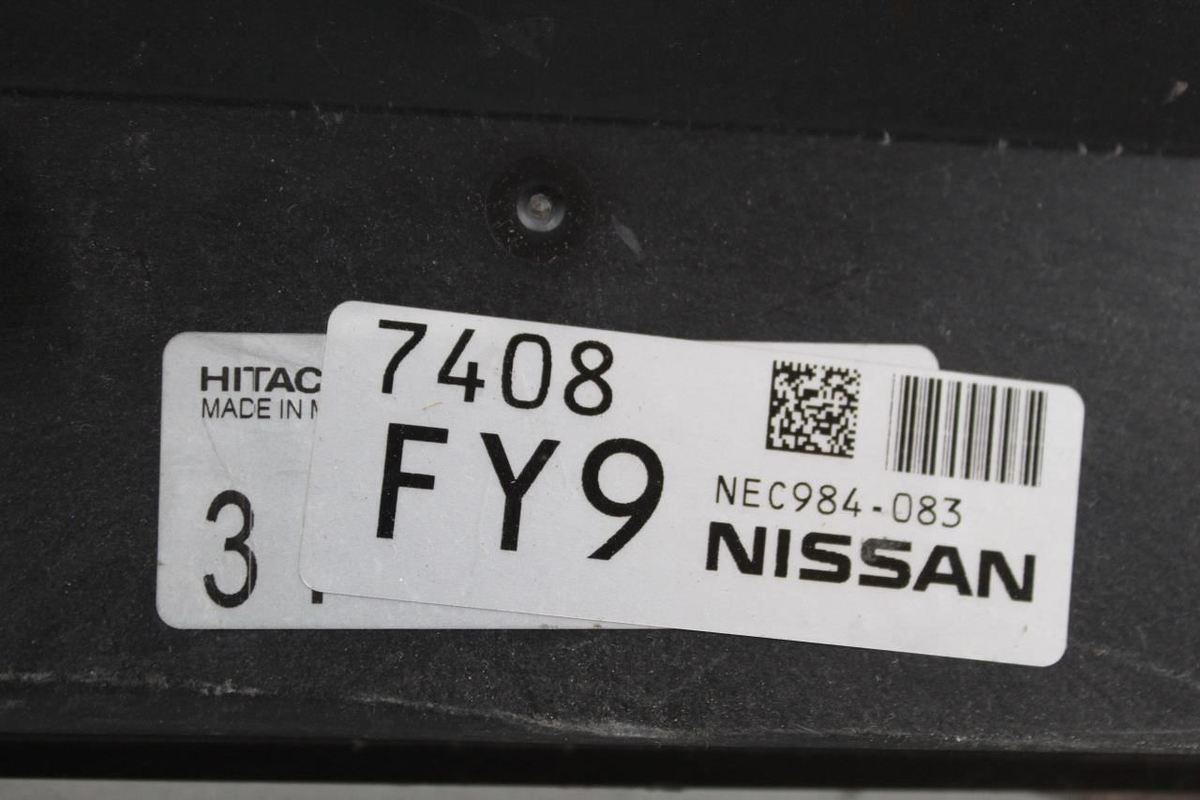 HITAC
MADE IN M
3
7408
FY9
NEC984-083
NISSAN